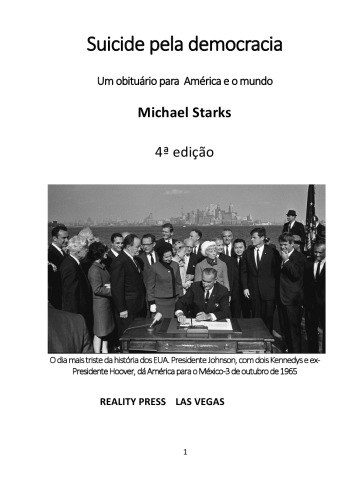 Suicide pela democracia
Um obituário para América e o mundo
Michael Starks
4ª edição
O dia mais triste da história dos EUA. Presidente Johnson, com dois Kennedys e ex-
Presidente Hoover, dá América para o México-3 de outubro de 1965
REALITY PRESS LAS VEGAS
1